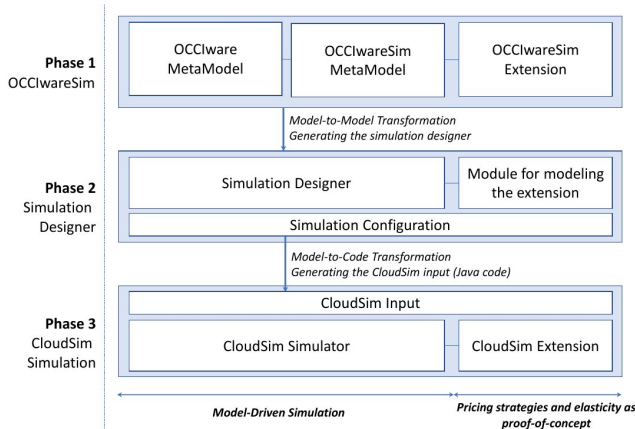 Phase 1
OCCIwareSim
OCCIware
MetaModel
OCCIwareSim
MetaModel
OCCIwareSim
Extension
Model-to-Model Transformation
Generating the simulation designer
Phase 2
Simulation
Designer
Simulation Designer
Module for modeling
the extension
Simulation Configuration
Model-to-Code Transformation
Generating the CloudSim input (Java code)
Phase 3
CloudSim
Simulation
CloudSim Input
CloudSim Simulator
CloudSim Extension
Model-Driven Simulation
Pricing strategies and elasticity as
proof-of-concept